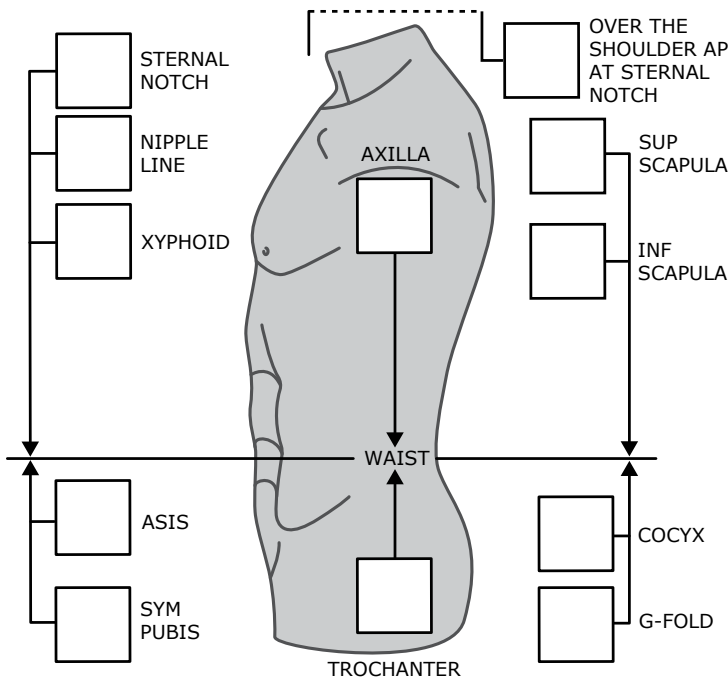 STERNAL
NOTCH
OVER THE
SHOULDER AP
AT STERNAL
NOTCH
NIPPLE
LINE
AXILLA
SUP
SCAPULA
XYPHOID
INF
SCAPULA
WAIST
ASIS
COCYX
SYM
PUBIS
G-FOLD
TROCHANTER